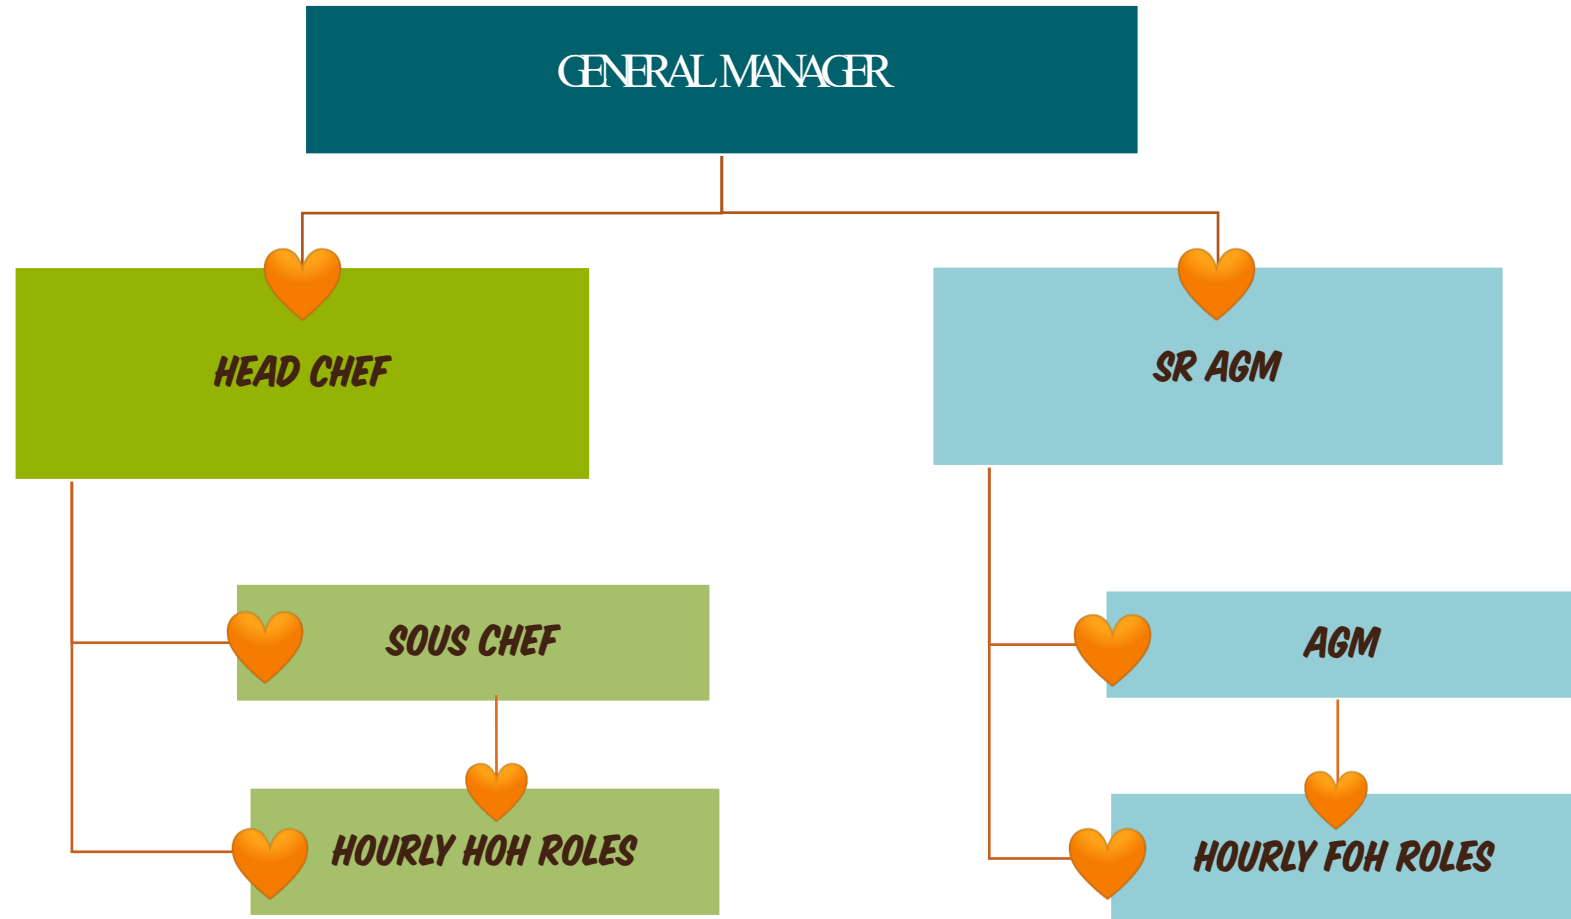 GENERAL MANAGER
HEAD CHEF
SR AGM
SOUS CHEF
AGM
HOURLY HOH ROLES
HOURLY FOH ROLES